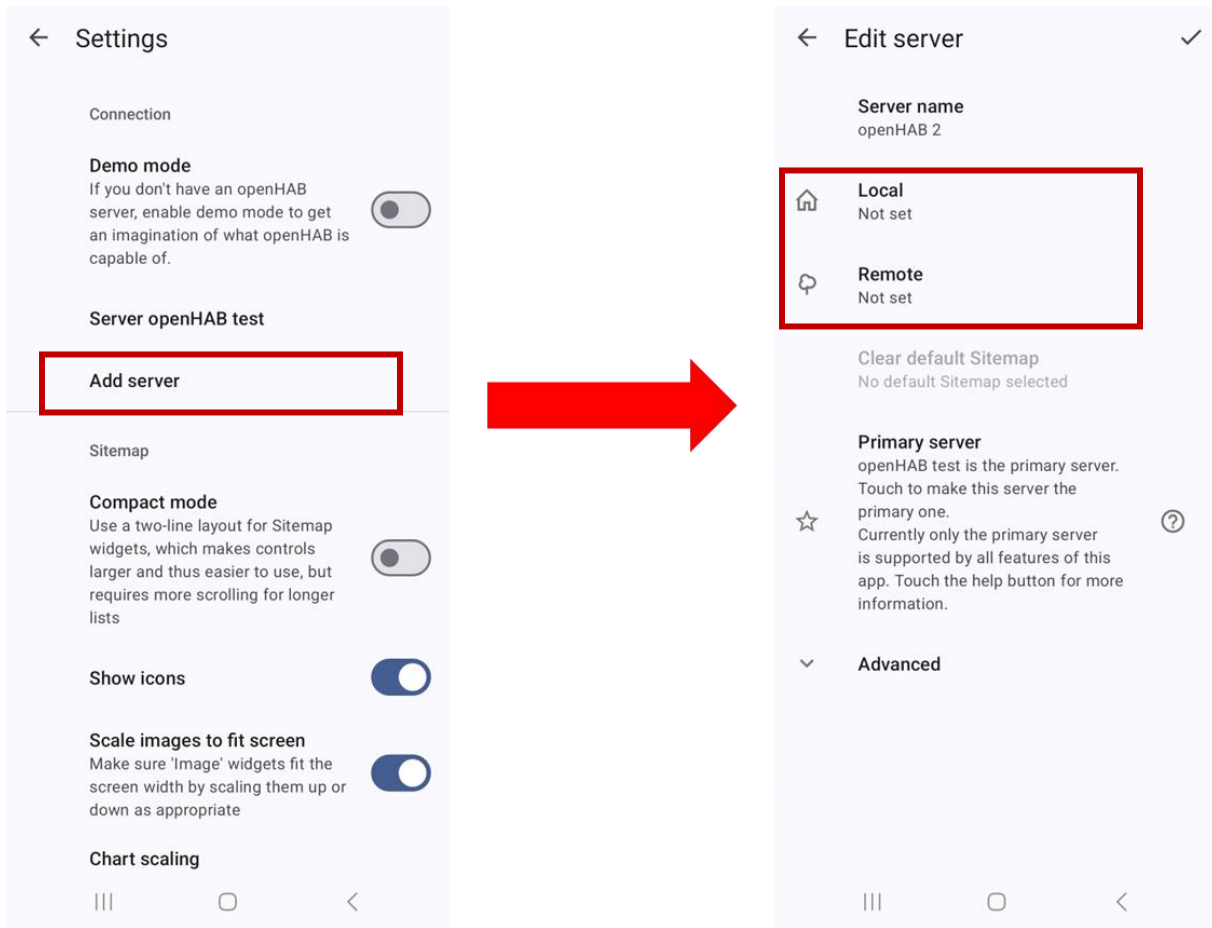 Settings
Connection
Demo mode
If you don't have an openHAB
server, enable demo mode to get
an imagination of what openHAB is
capable of.
Server openHAB test
Add server
Sitemap
Compact mode
Use a two-line layout for Sitemap
widgets, which makes controls
larger and thus easier to use, but
requires more scrolling for longer
lists
Show icons
Scale images to fit screen
Make sure 'Image' widgets fit the
screen width by scaling them up or
down as appropriate
Chart scaling
Edit server
Server name
openHAB 2
Local
Not set
Remote
Not set
Clear default Sitemap
No default Sitemap selected
Primary server
openHAB test is the primary server.
Touch to make this server the
primary one.
Currently only the primary server
is supported by all features of this
app. Touch the help button for more
information.
Advanced